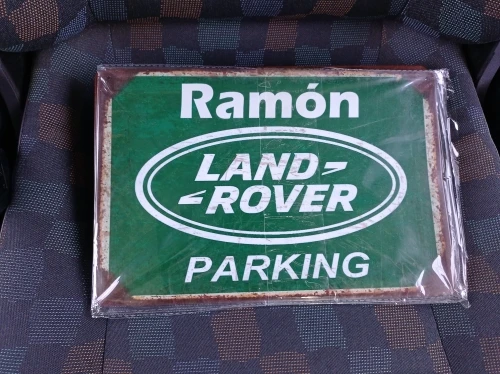 Ramón
LAND
ROVER
PARKING